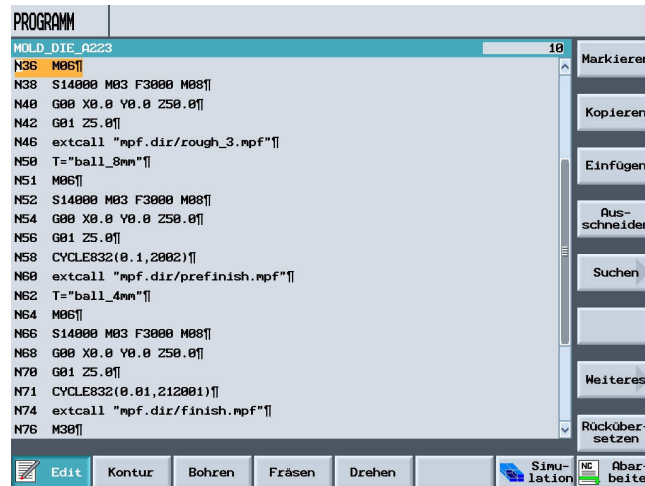 PROGRAMM
MOLD_DIE_A223 10
N36 M06¶
N38 S14000 M03 F3000 M08¶
N40 G00 X0.0 Y0.0 Z50.0¶
N42 G01 Z5.0¶
N46 extcall "mpf.dir/rough_3.mpf"¶
N50 T="ball_8mm"¶
N51 M06¶
N52 S14000 M03 F3000 M08¶
N54 G00 X0.0 Y0.0 Z50.0¶
N56 G01 Z5.0¶
N58 CYCLE832(0.1,2002)¶
N60 extcall "mpf.dir/prefinish.mpf"¶
N62 T="ball_4mm"¶
N64 M06¶
N66 S14000 M03 F3000 M08¶
N68 G00 X0.0 Y0.0 Z50.0¶
N70 G01 Z5.0¶
N71 CYCLE832(0.01,212001)¶
N74 extcall "mpf.dir/finish.mpf"¶
N76 M30¶
Markieren
Kopieren
Einfügen
Aus-
schneiden
Suchen
Weiteres
Rücküber-
setzen
Edit Kontur Bohren Fräsen Drehen
Simu-
lation
NC Abar-
beite